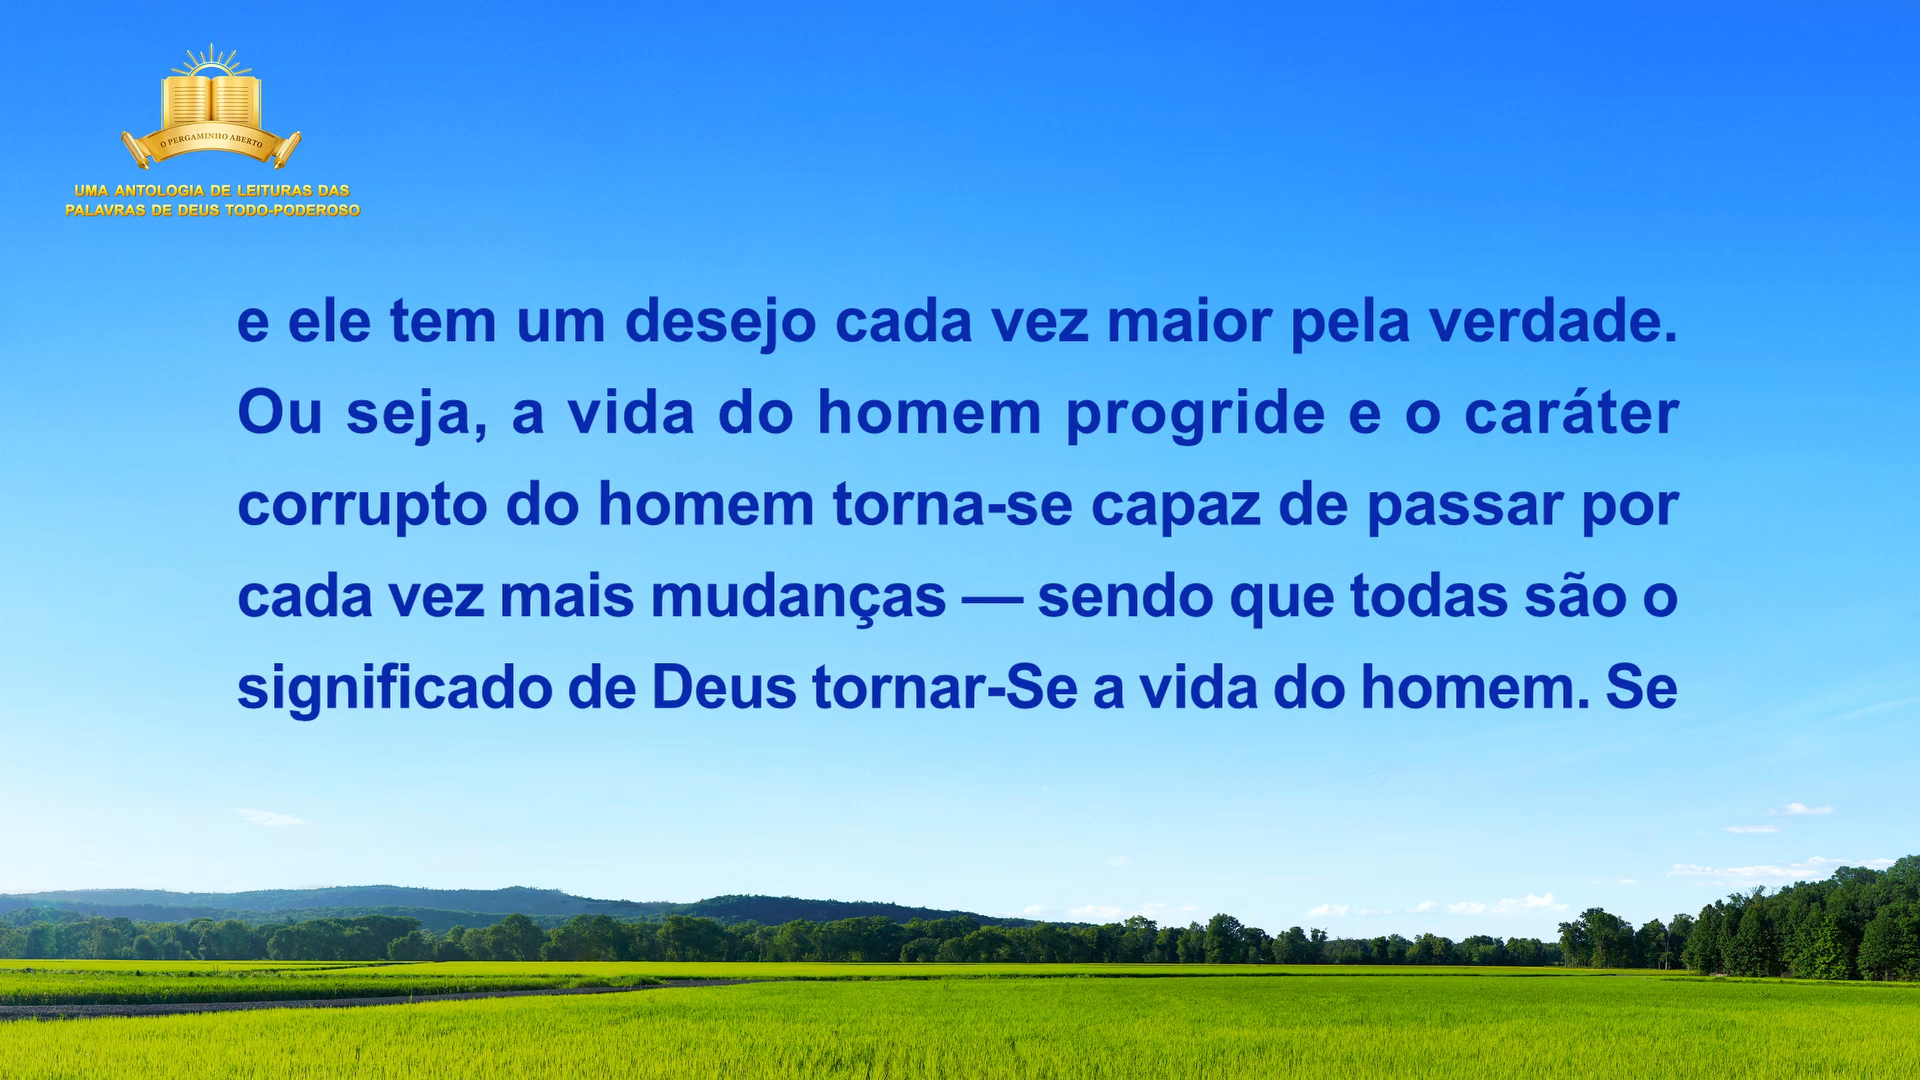 O PERGAMINHO ABERTO
UMA ANTOLOGIA DE LEITURAS DAS
PALAVRAS DE DEUS TODO-PODEROSO
e ele tem um desejo cada vez maior pela verdade.
Ou seja, a vida do homem progride e o caráter
corrupto do homem torna-se capaz de passar por
cada vez mais mudanças — sendo que todas são o
significado de Deus tornar-Se a vida do homem. Se